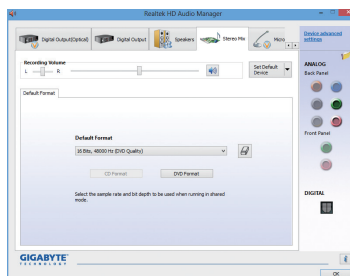 Realtek HD Audio Manager
Digital Output(Optical)
Digital Output
Speakers
Stereo Mix
Micro
Device advanced
settings
Recording Volume
L
R
Set Default
Device
ANALOG
Back Panel
Default Format
Default Format
16 Bits, 48000 Hz (DVD Quality)
CD Format
DVD Format
Select the sample rate and bit depth to be used when running in shared
mode.
Front Panel
DIGITAL
GIGABYTE
TECHNOLOGY
OK